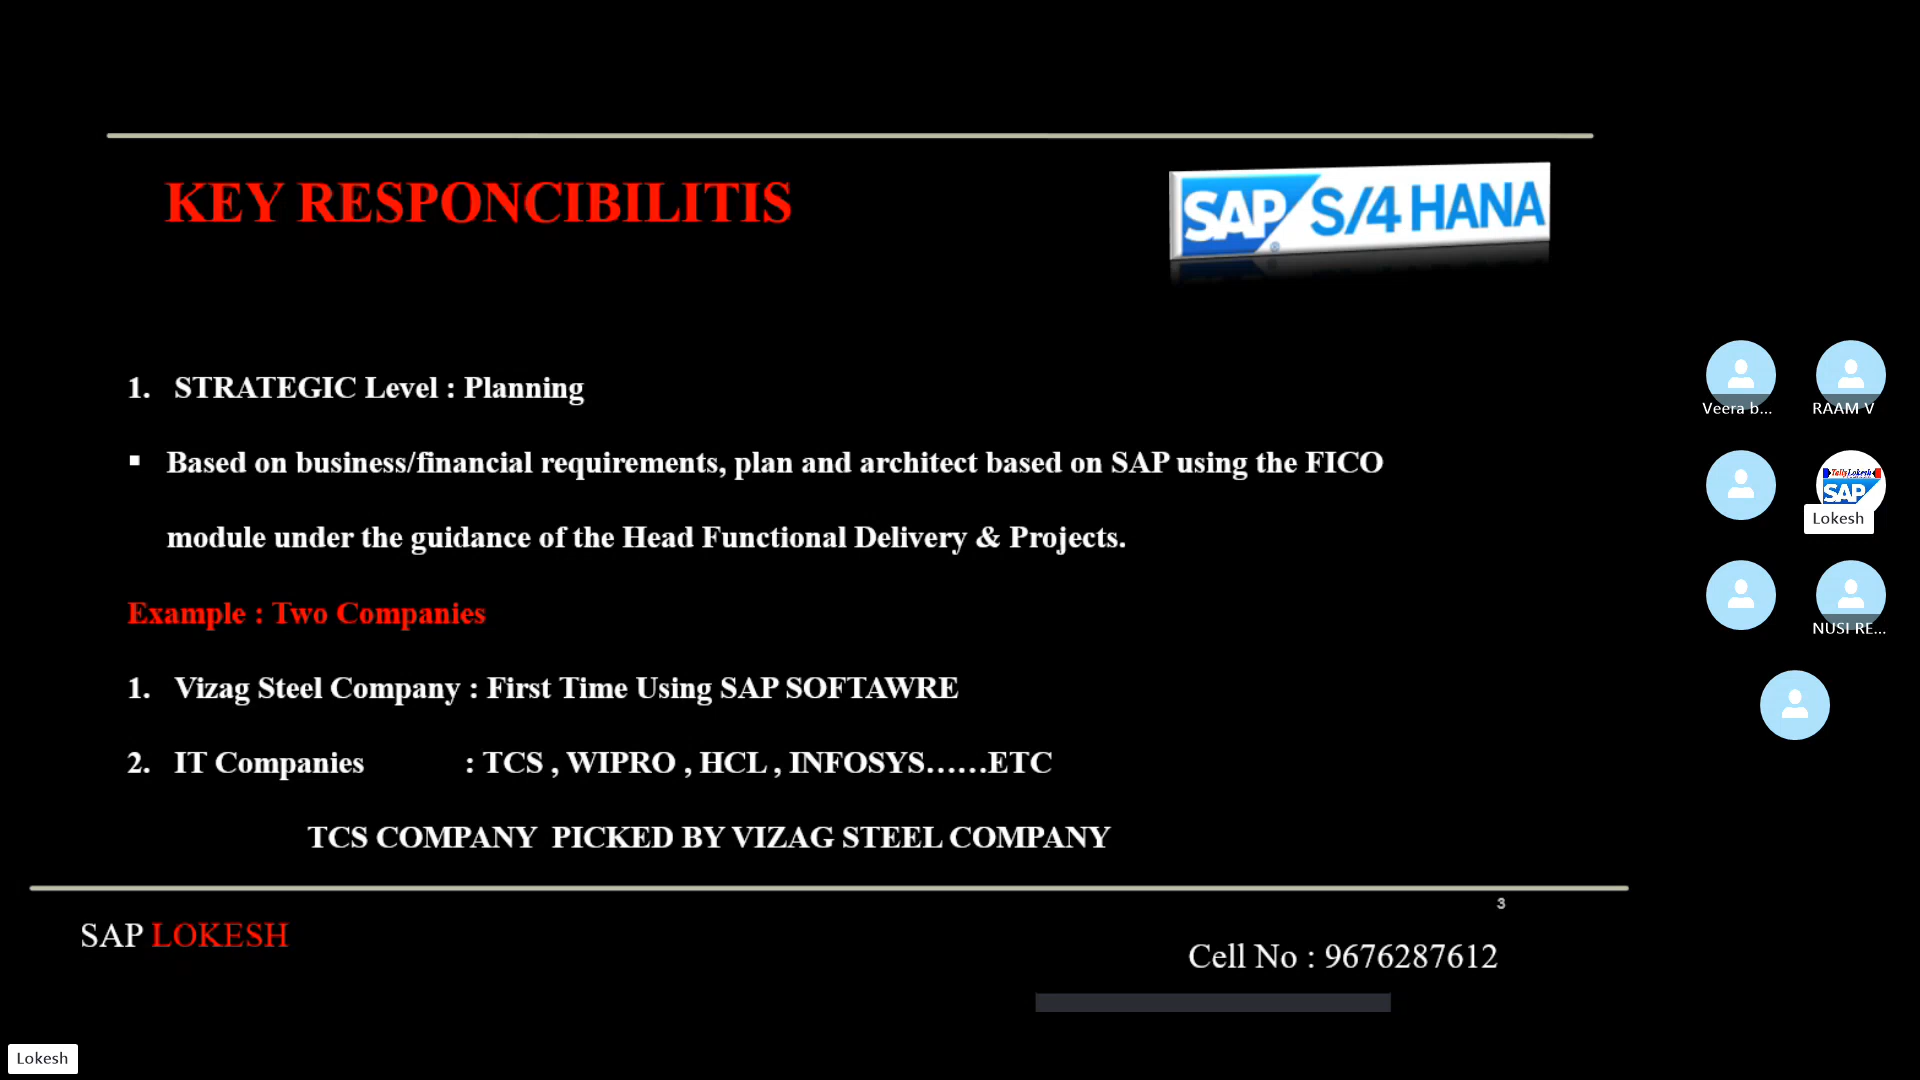 KEY RESPONCIBILITIS
SAP S/4 HANA
1. STRATEGIC Level : Planning
▪ Based on business/financial requirements, plan and architect based on SAP using the FICO
module under the guidance of the Head Functional Delivery & Projects.
Example : Two Companies
1. Vizag Steel Company : First Time Using SAP SOFTAWRE
2. IT Companies : TCS , WIPRO , HCL , INFOSYS……ETC
TCS COMPANY PICKED BY VIZAG STEEL COMPANY
3
SAP LOKESH
Cell No : 9676287612
Veera b...
RAAM V
TallyLokesh
SAP
Lokesh
NUSI RE...
Lokesh